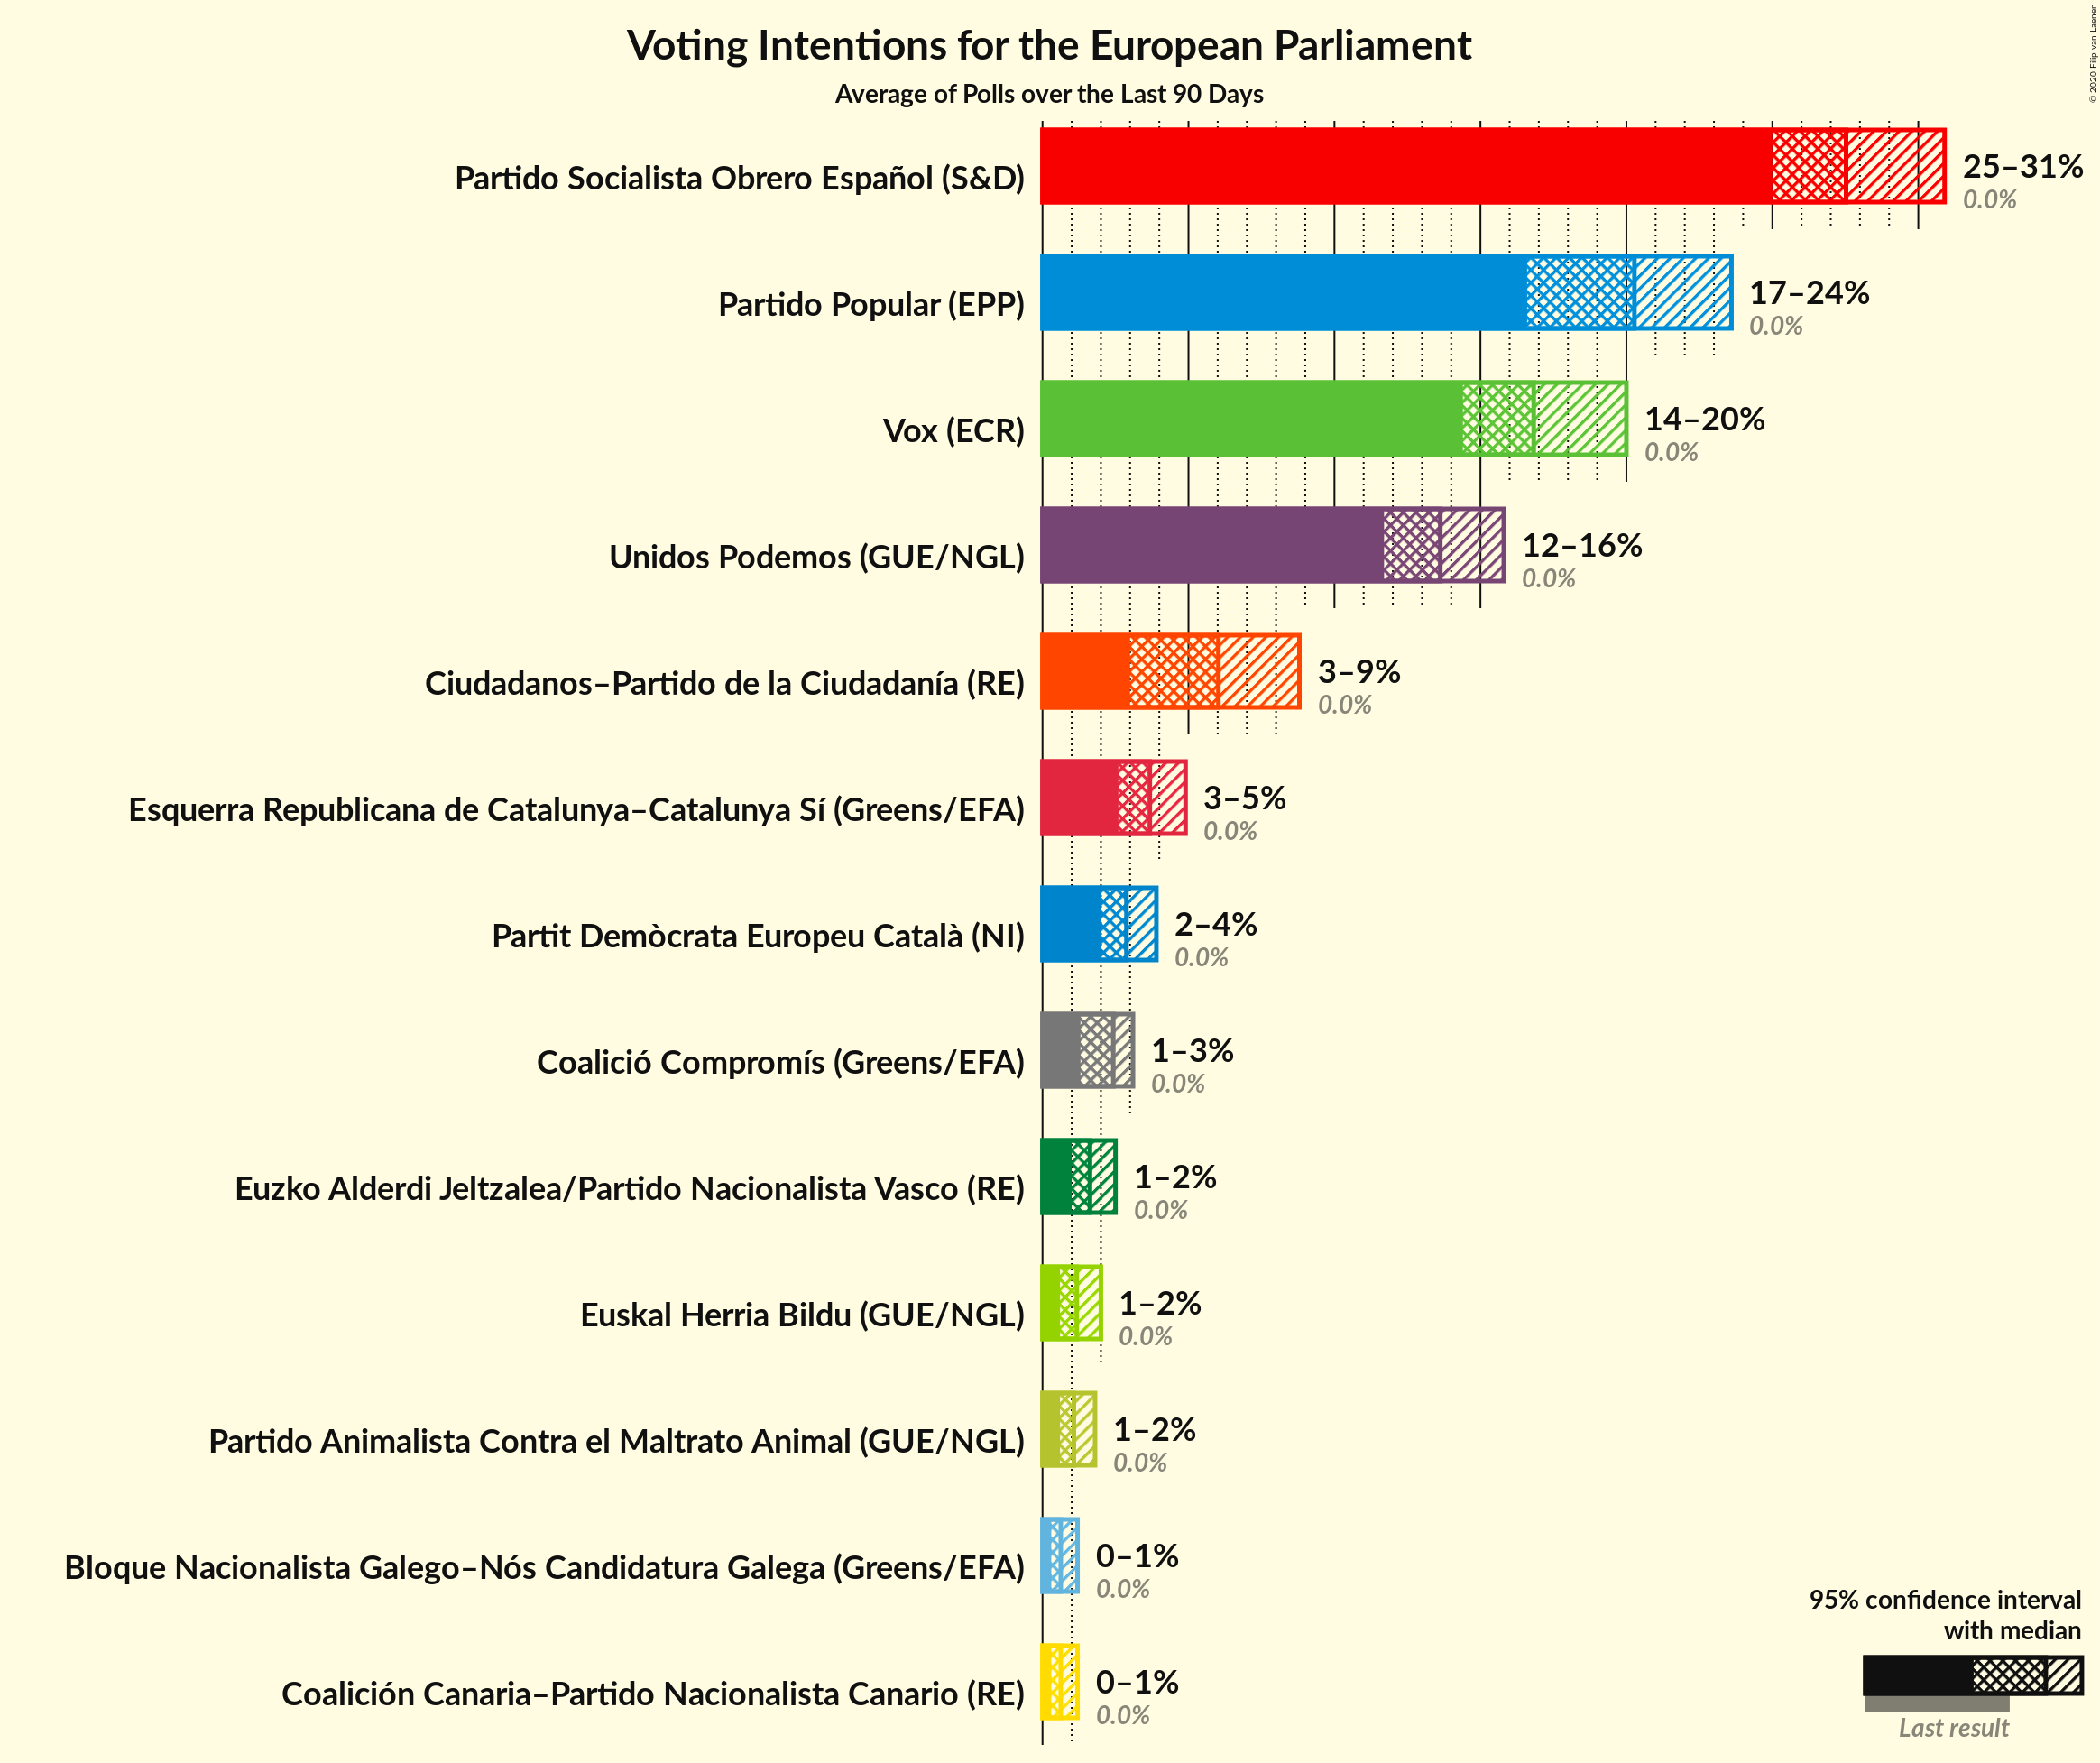 Voting Intentions for the European Parliament
Average of Polls over the Last 90 Days
© 2020 Filip van Laenen
Partido Socialista Obrero Español (S&D)
25–31%
0.0%
Partido Popular (EPP)
17–24%
0.0%
Vox (ECR)
14–20%
0.0%
Unidos Podemos (GUE/NGL)
12–16%
0.0%
Ciudadanos–Partido de la Ciudadanía (RE)
3–9%
0.0%
Esquerra Republicana de Catalunya–Catalunya Sí (Greens/EFA)
3–5%
0.0%
Partit Demòcrata Europeu Català (NI)
2–4%
0.0%
Coalició Compromís (Greens/EFA)
1–3%
0.0%
Euzko Alderdi Jeltzalea/Partido Nacionalista Vasco (RE)
1–2%
0.0%
Euskal Herria Bildu (GUE/NGL)
1–2%
0.0%
Partido Animalista Contra el Maltrato Animal (GUE/NGL)
1–2%
0.0%
Bloque Nacionalista Galego–Nós Candidatura Galega (Greens/EFA)
0–1%
0.0%
Coalición Canaria–Partido Nacionalista Canario (RE)
0–1%
0.0%
95% confidence interval
with median
Last result